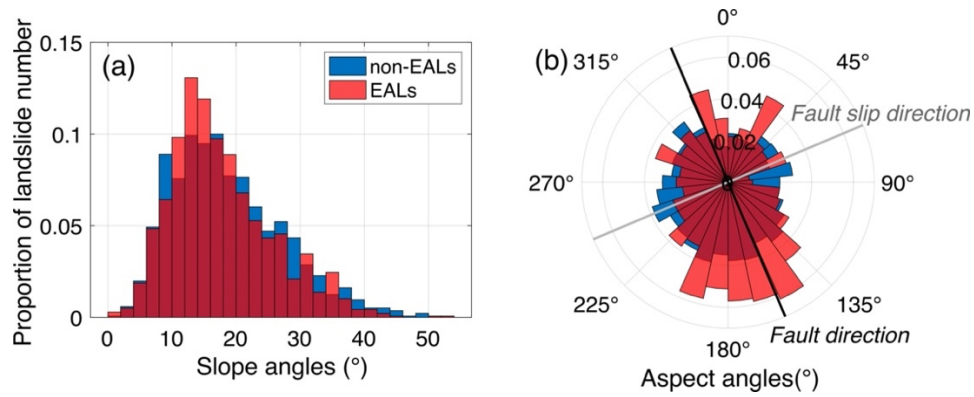 (a)
non-EALs
EALs
0.15
0.1
0.05
0
Proportion of landslide number
0 10 20 30 40 50
Slope angles (°)
(b)
0°
45°
90°
135°
180°
225°
270°
315°
0.06
0.04
0.02
0
Fault slip direction
Fault direction
Aspect angles(°)